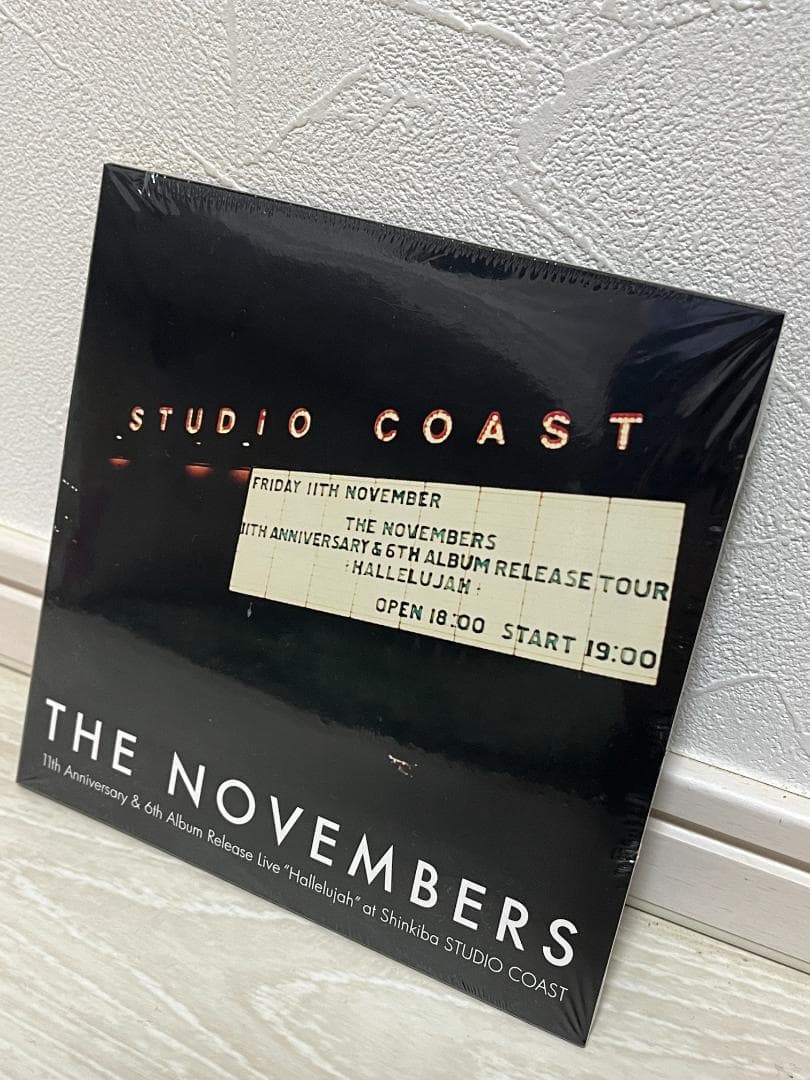 STUDiO COAST
FRIDAY 11TH NOVEMBER
THE NOVEMBERS
11TH ANNIVERSARY & 6TH ALBUM RELEASE TOUR
:HALLELUJAH:
OPEN 18:00 START 19:00
THE NOVEMBERS
11th Anniversary & 6th Album Release Live “Hallelujah” at Shinkiba STUDIO COAST